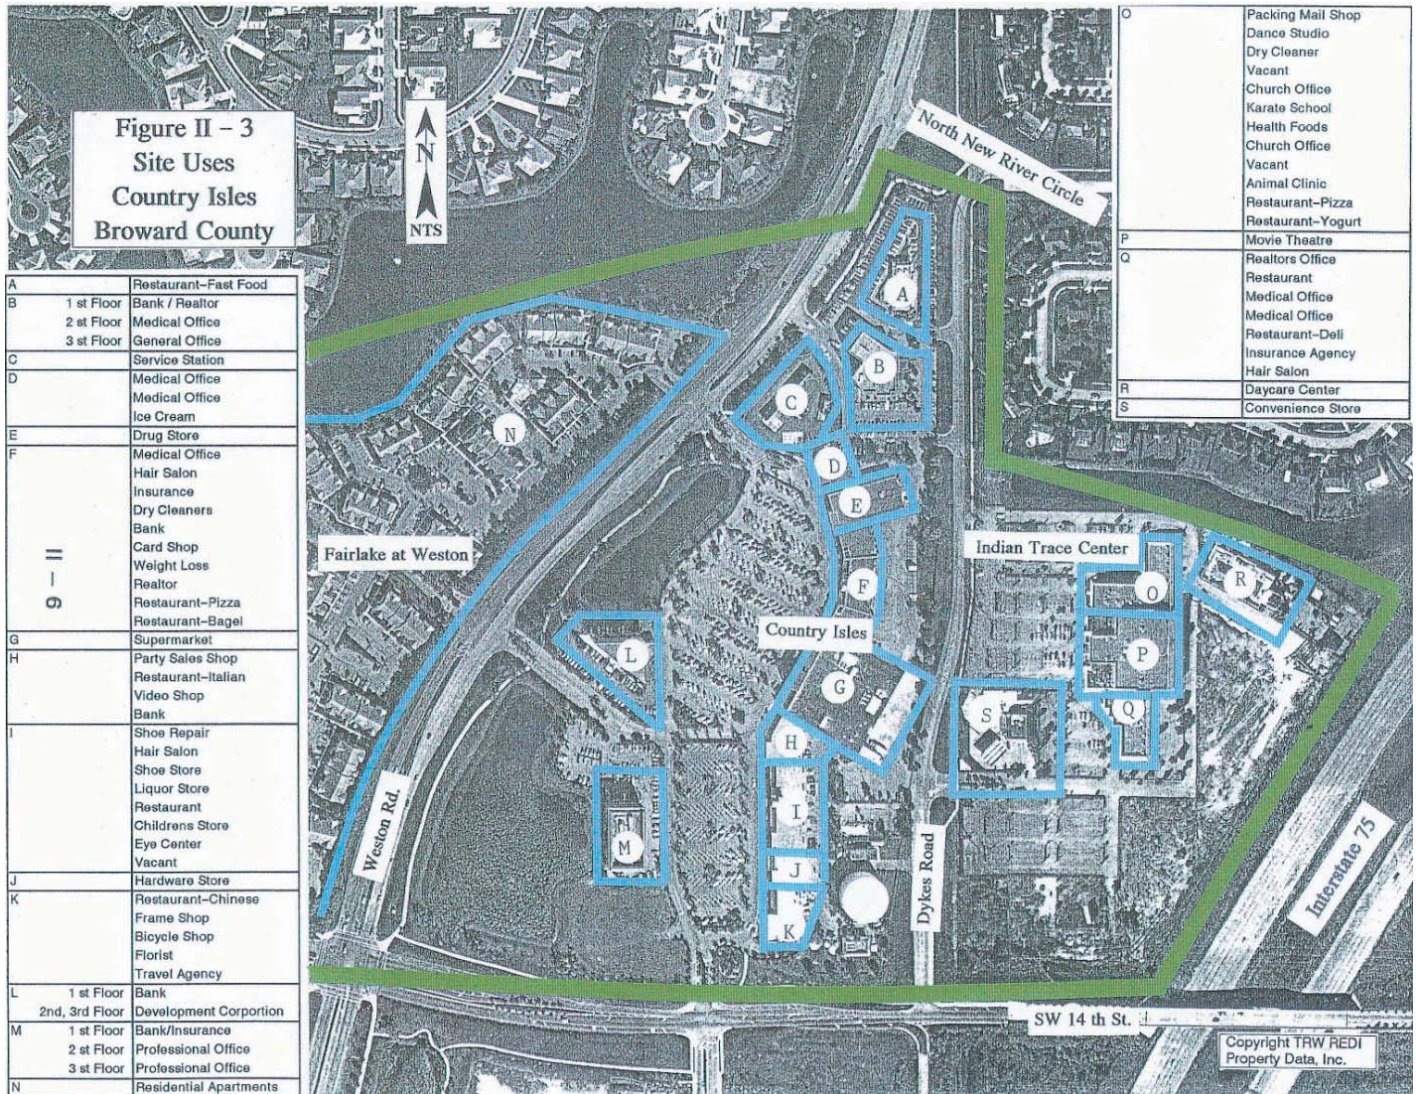 Figure II – 3
Site Uses
Country Isles
Broward County
N
NTS
A Restaurant–Fast Food
B 1 st Floor Bank / Realtor
2 st Floor Medical Office
3 st Floor General Office
C Service Station
D Medical Office
Medical Office
Ice Cream
E Drug Store
F Medical Office
Hair Salon
Insurance
Dry Cleaners
Bank
Card Shop
Weight Loss
Realtor
Restaurant–Pizza
Restaurant–Bagel
G Supermarket
H Party Sales Shop
Restaurant–Italian
Video Shop
Bank
I Shoe Repair
Hair Salon
Shoe Store
Liquor Store
Restaurant
Childrens Store
Eye Center
Vacant
J Hardware Store
K Restaurant–Chinese
Frame Shop
Bicycle Shop
Florist
Travel Agency
L 1 st Floor Bank
2nd, 3rd Floor Development Corportion
M 1 st Floor Bank/Insurance
2 st Floor Professional Office
3 st Floor Professional Office
N Residential Apartments
II – 6
O Packing Mail Shop
Dance Studio
Dry Cleaner
Vacant
Church Office
Karate School
Health Foods
Church Office
Vacant
Animal Clinic
Restaurant–Pizza
Restaurant–Yogurt
P Movie Theatre
Q Realtors Office
Restaurant
Medical Office
Medical Office
Restaurant–Deli
Insurance Agency
Hair Salon
R Daycare Center
S Convenience Store
North New River Circle
A
B
C
N
D
E
Fairlake at Weston
Indian Trace Center
F
O
R
Country Isles
L
P
G
S
Q
H
I
M
J
K
Weston Rd.
Dykes Road
Interstate 75
SW 14 th St.
Copyright TRW REDI
Property Data, Inc.